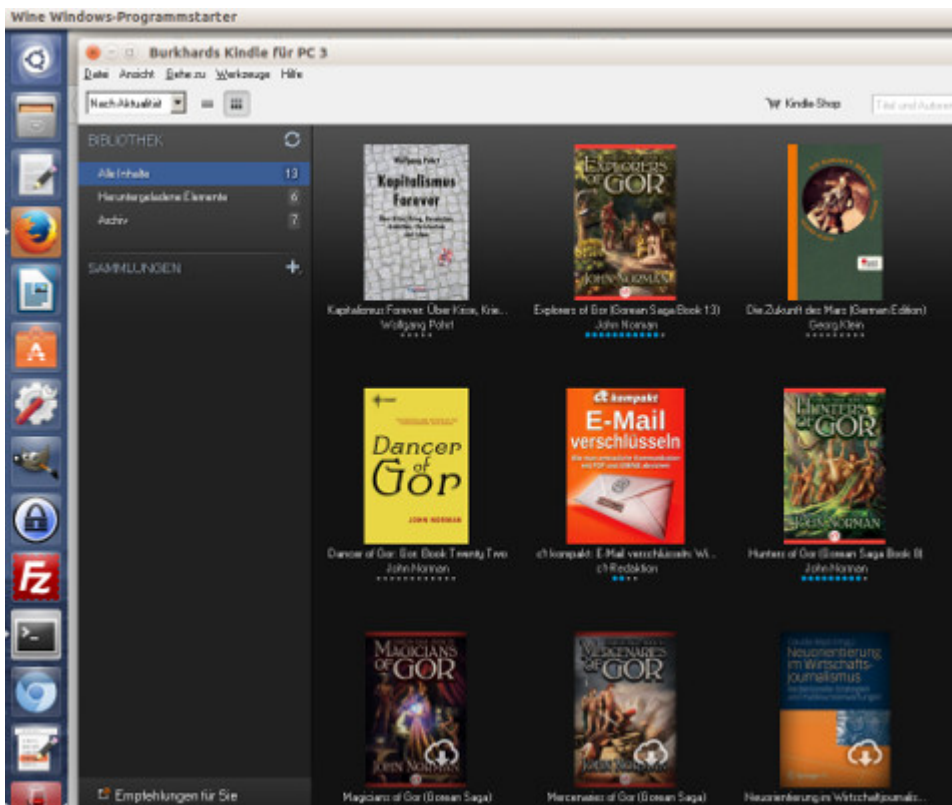 Wine Windows-Programmstarter
Burkhards Kindle für PC 3
Datei Ansicht Gehe zu Werkzeuge Hilfe
Nach Aktualität
Kindle-Shop
Titel und Autoren
BIBLIOTHEK
Alle Inhalte 13
Heruntergeladene Elemente 6
Archiv 7
SAMMLUNGEN +
Wolfgang Pohrt
Kapitalismus
Forever
Kapitalismus Forever: Über Krise, Krie...
Wolfgang Pohrt
EXPLORERS
OF GOR
JOHN NORMAN
Explorers of Gor (Gorean Saga Book 13)
John Norman
Die Zukunft des Mars (German Edition)
Georg Klein
Dancer
of
Gor
JOHN NORMAN
Dancer of Gor: Gor, Book Twenty Two
John Norman
c't kompakt
E-Mail
verschlüsseln
c't kompakt: E-Mail verschlüsseln: Wi...
c't Redaktion
HUNTERS
OF GOR
JOHN NORMAN
Hunters of Gor (Gorean Saga Book 8)
John Norman
MAGICIANS
OF GOR
JOHN NORMAN
Magicians of Gor (Gorean Saga)
MERCENARIES
OF GOR
JOHN NORMAN
Mercenaries of Gor (Gorean Saga)
Neuorientierung
im Wirtschafts-
journalismus
Neuorientierung im Wirtschaftsjournalis...
Empfehlungen für Sie